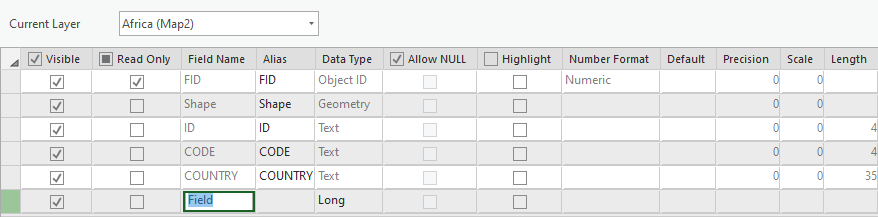 Current Layer Africa (Map2)
Visible Read Only Field Name Alias Data Type Allow NULL Highlight Number Format Default Precision Scale Length
FID FID Object ID Numeric 0 0
Shape Shape Geometry 0 0
ID ID Text 0 0 4
CODE CODE Text 0 0 4
COUNTRY COUNTRY Text 0 0 35
Field Long